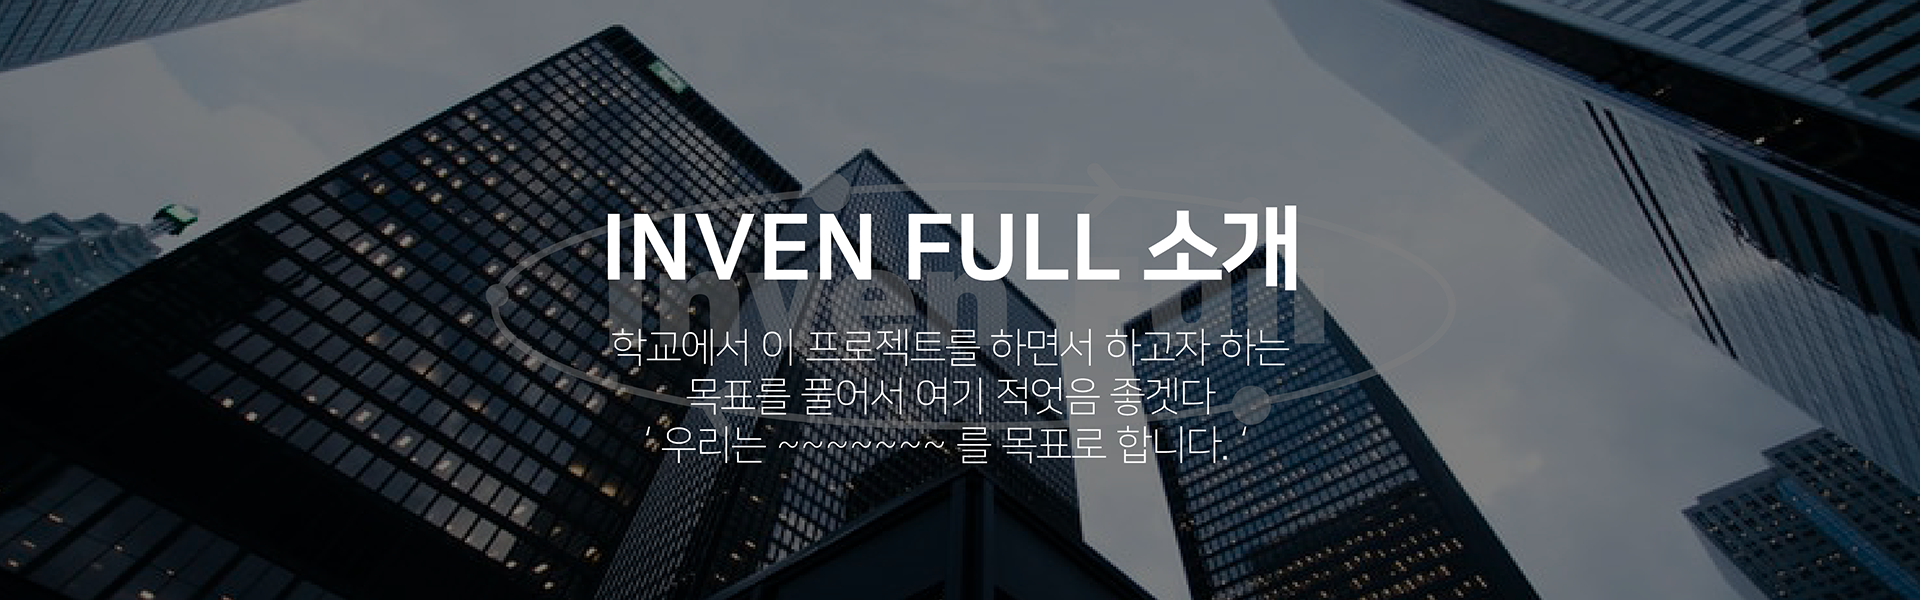 INVEN FULL 소개
Inven Full
학교에서 이 프로젝트를 하면서 하고자 하는
목표를 풀어서 여기 적엇음 좋겟다
‘ 우리는 ~~~~~~~ 를 목표로 합니다. ‘